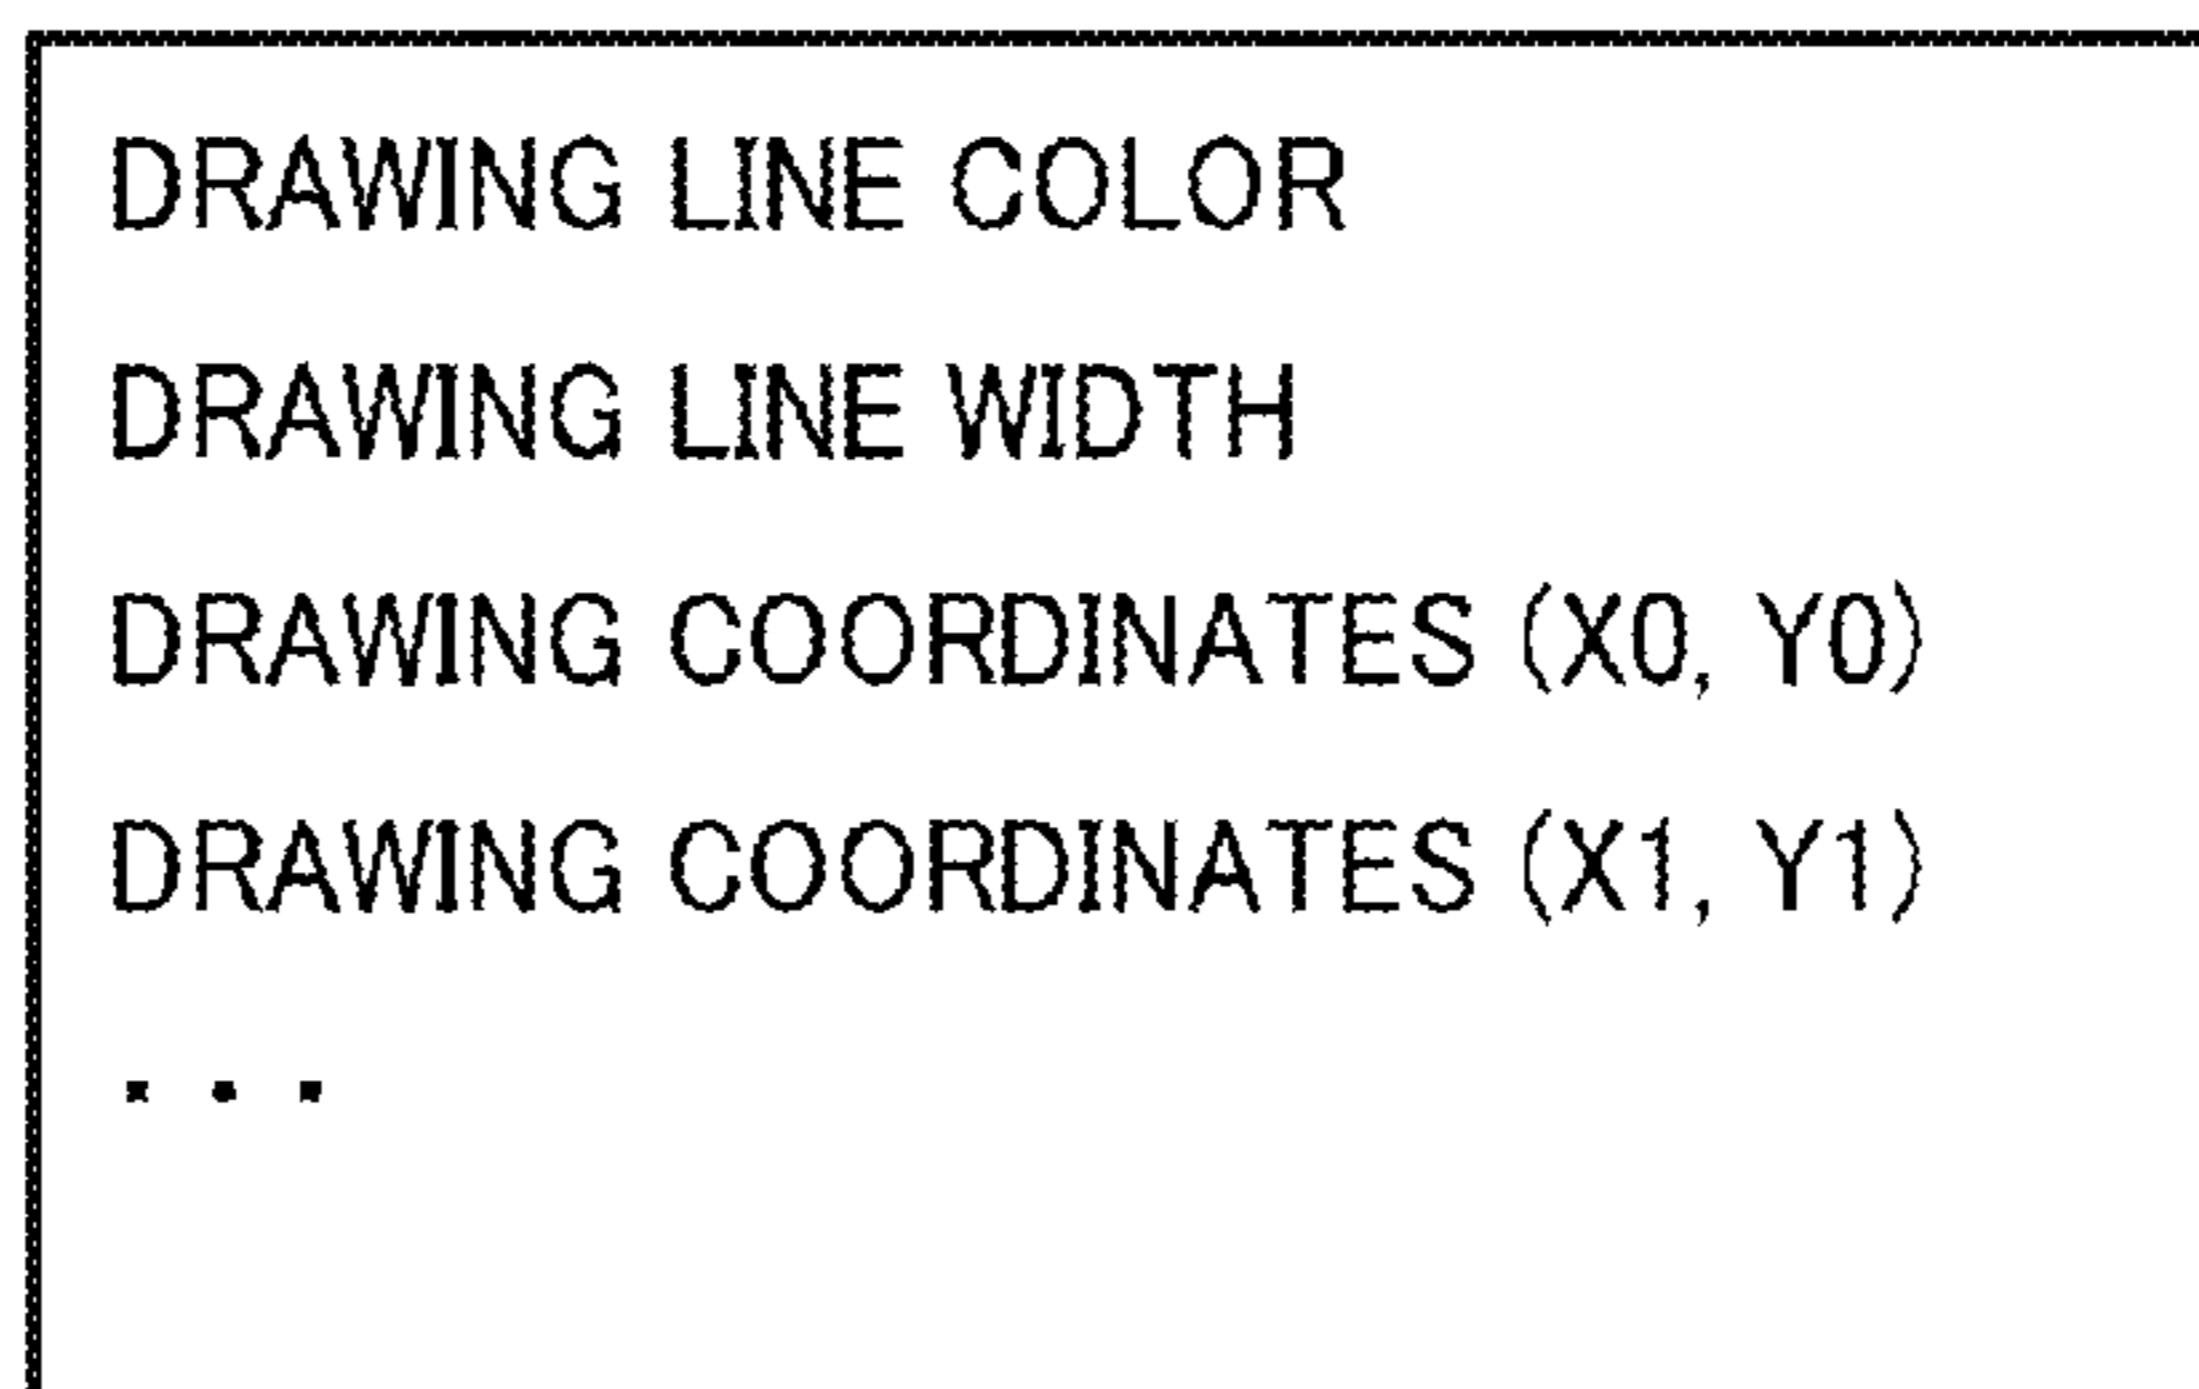 DRAWING LINE COLOR
DRAWING LINE WIDTH
DRAWING COORDINATES (X0, Y0)
DRAWING COORDINATES (X1, Y1)
...